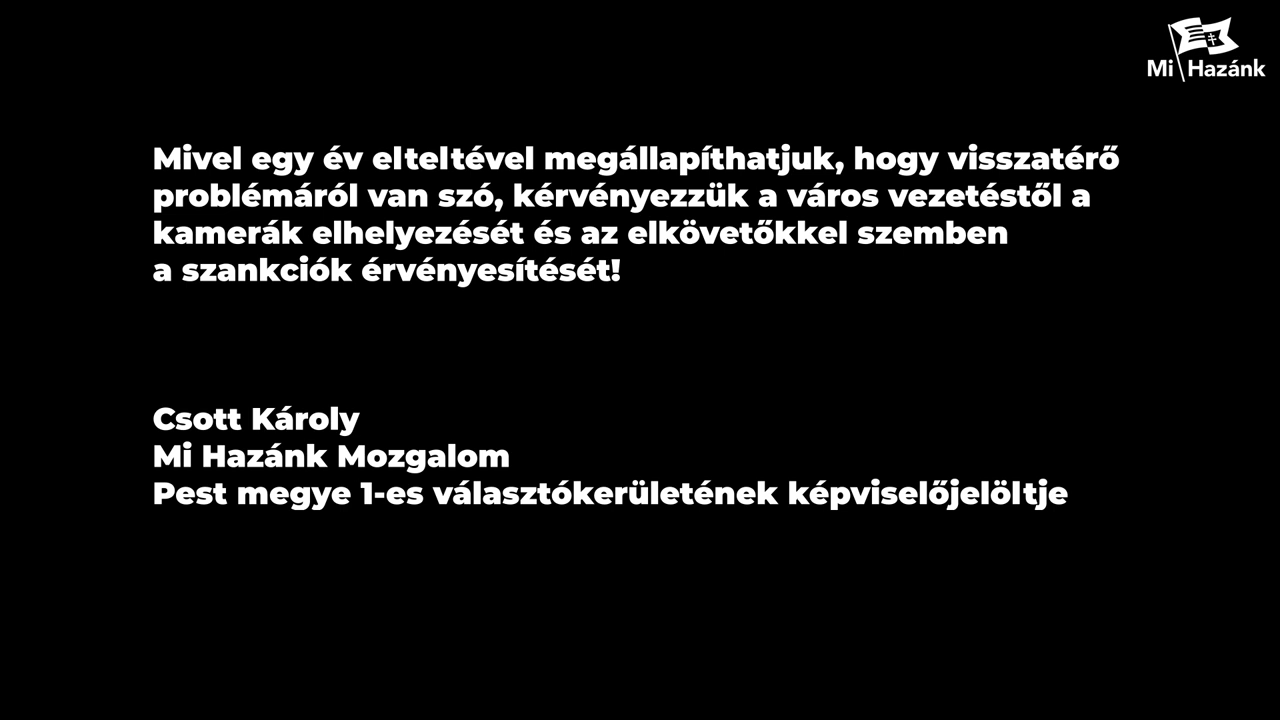 Mi Hazánk
Mivel egy év elteltével megállapíthatjuk, hogy visszatérő
problémáról van szó, kérvényezzük a város vezetéstől a
kamerák elhelyezését és az elkövetőkkel szemben
a szankciók érvényesítését!
Csott Károly
Mi Hazánk Mozgalom
Pest megye 1-es választókerületének képviselőjelöltje